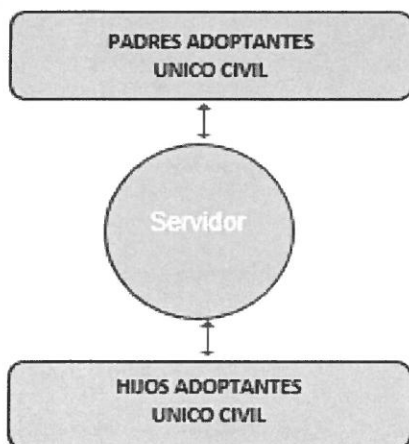 PADRES ADOPTANTES
UNICO CIVIL
Servidor
HIJOS ADOPTANTES
UNICO CIVIL